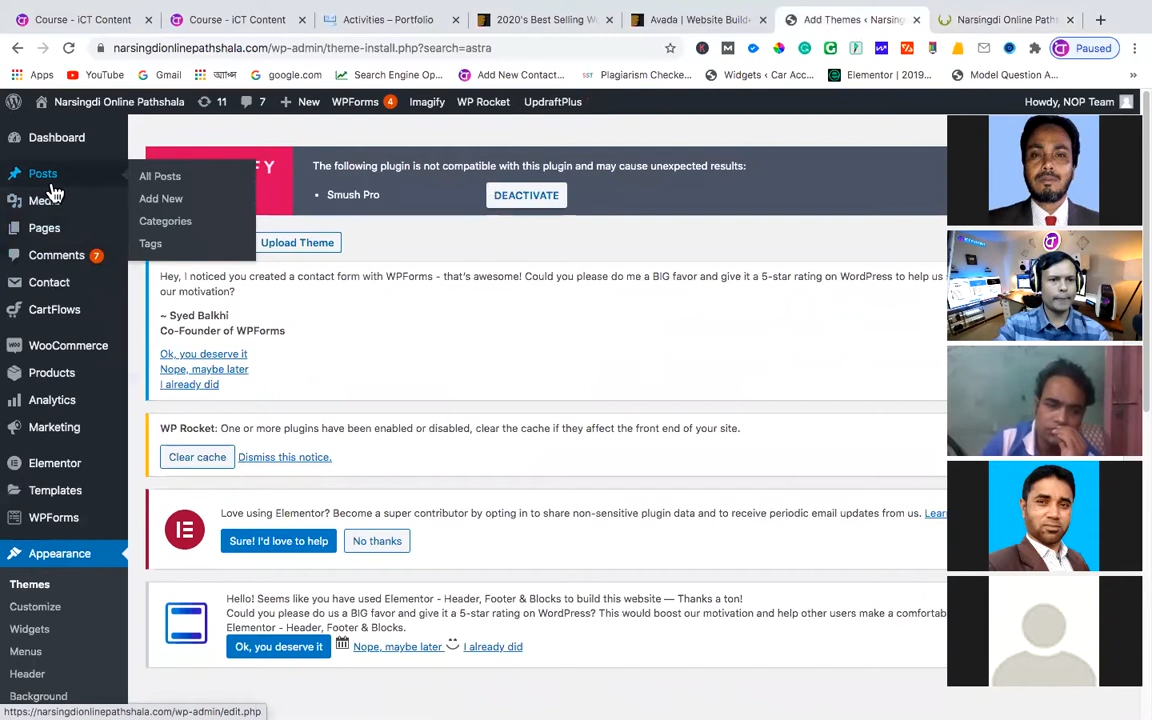 Course - iCT Content
Course - iCT Content
Activities – Portfolio
2020's Best Selling W
Avada | Website Build
Add Themes ‹ Narsing
Narsingdi Online Paths
narsingdionlinepathshala.com/wp-admin/theme-install.php?search=astra
Paused
Apps
YouTube
Gmail
অ্যাপ্স
google.com
Search Engine Op...
Add New Contact...
Plagiarism Checke...
Widgets ‹ Car Acc...
Elementor | 2019...
Model Question A...
Narsingdi Online Pathshala
11
7
New
WPForms 4
Imagify
WP Rocket
UpdraftPlus
Howdy, NOP Team
Dashboard
Posts
Pages
Comments 7
Contact
CartFlows
WooCommerce
Products
Analytics
Marketing
Elementor
Templates
WPForms
Appearance
Themes
Customize
Widgets
Menus
Header
Background
All Posts
Add New
Categories
Tags
FY
The following plugin is not compatible with this plugin and may cause unexpected results:
Smush Pro
DEACTIVATE
Upload Theme
Hey, I noticed you created a contact form with WPForms - that's awesome! Could you please do me a BIG favor and give it a 5-star rating on WordPress to help us
our motivation?
~ Syed Balkhi
Co-Founder of WPForms
Ok, you deserve it
Nope, maybe later
I already did
WP Rocket: One or more plugins have been enabled or disabled, clear the cache if they affect the front end of your site.
Clear cache
Dismiss this notice.
Love using Elementor? Become a super contributor by opting in to share non-sensitive plugin data and to receive periodic email updates from us. Lear
Sure! I'd love to help
No thanks
Hello! Seems like you have used Elementor - Header, Footer & Blocks to build this website — Thanks a ton!
Could you please do us a BIG favor and give it a 5-star rating on WordPress? This would boost our motivation and help other users make a comfortab
Elementor - Header, Footer & Blocks.
Ok, you deserve it
Nope, maybe later
I already did
https://narsingdionlinepathshala.com/wp-admin/edit.php